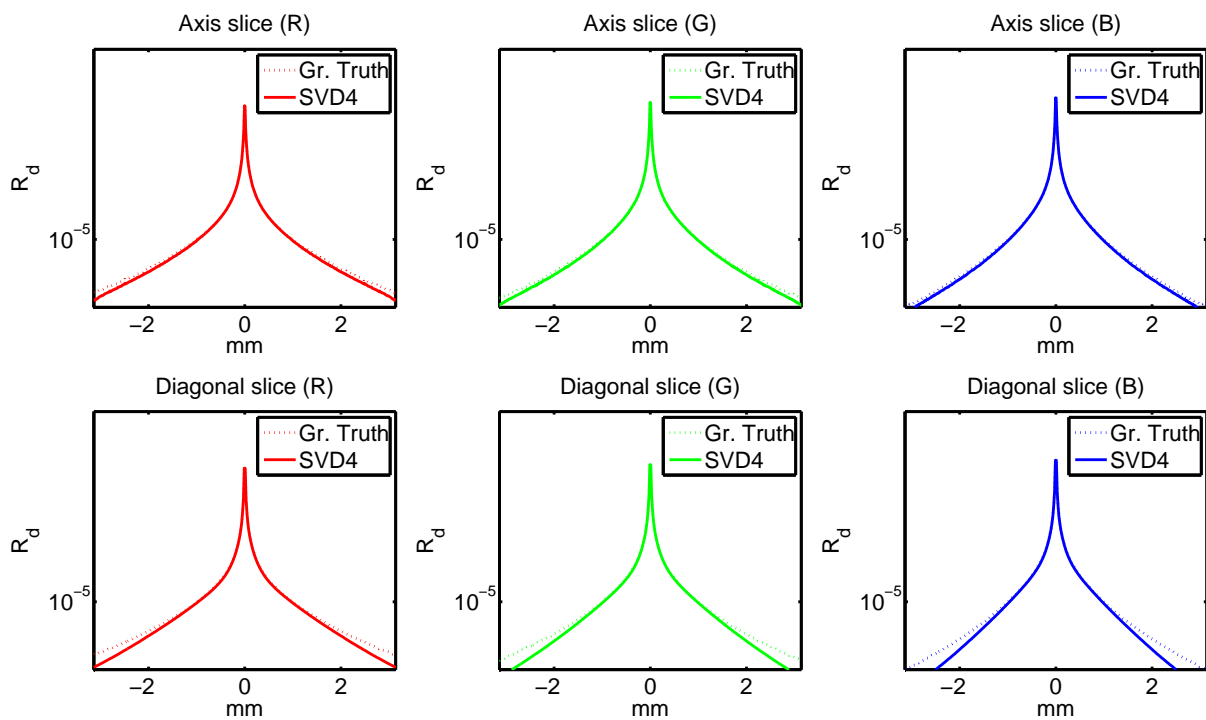 Axis slice (R)
Gr. Truth
SVD4
R_d
10^−5
−2 0 2
mm
Axis slice (G)
Gr. Truth
SVD4
R_d
10^−5
−2 0 2
mm
Axis slice (B)
Gr. Truth
SVD4
R_d
10^−5
−2 0 2
mm
Diagonal slice (R)
Gr. Truth
SVD4
R_d
10^−5
−2 0 2
mm
Diagonal slice (G)
Gr. Truth
SVD4
R_d
10^−5
−2 0 2
mm
Diagonal slice (B)
Gr. Truth
SVD4
R_d
10^−5
−2 0 2
mm